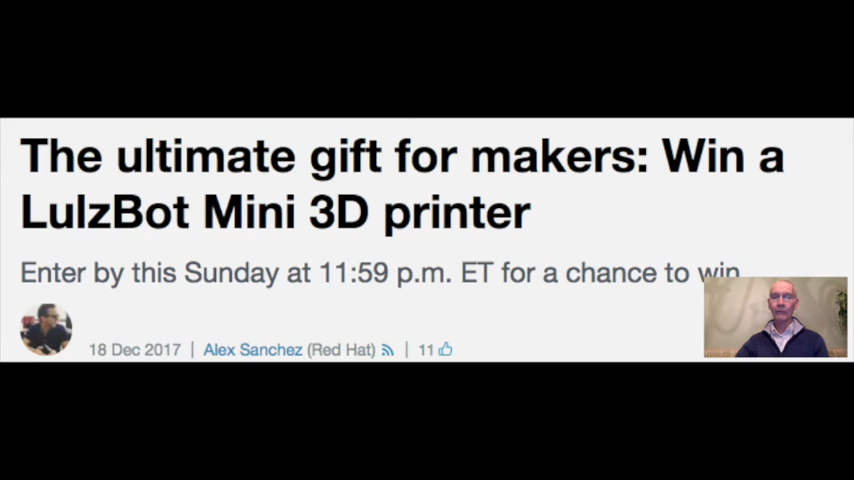 The ultimate gift for makers: Win a
LulzBot Mini 3D printer
Enter by this Sunday at 11:59 p.m. ET for a chance to win.
18 Dec 2017 | Alex Sanchez (Red Hat) | 11